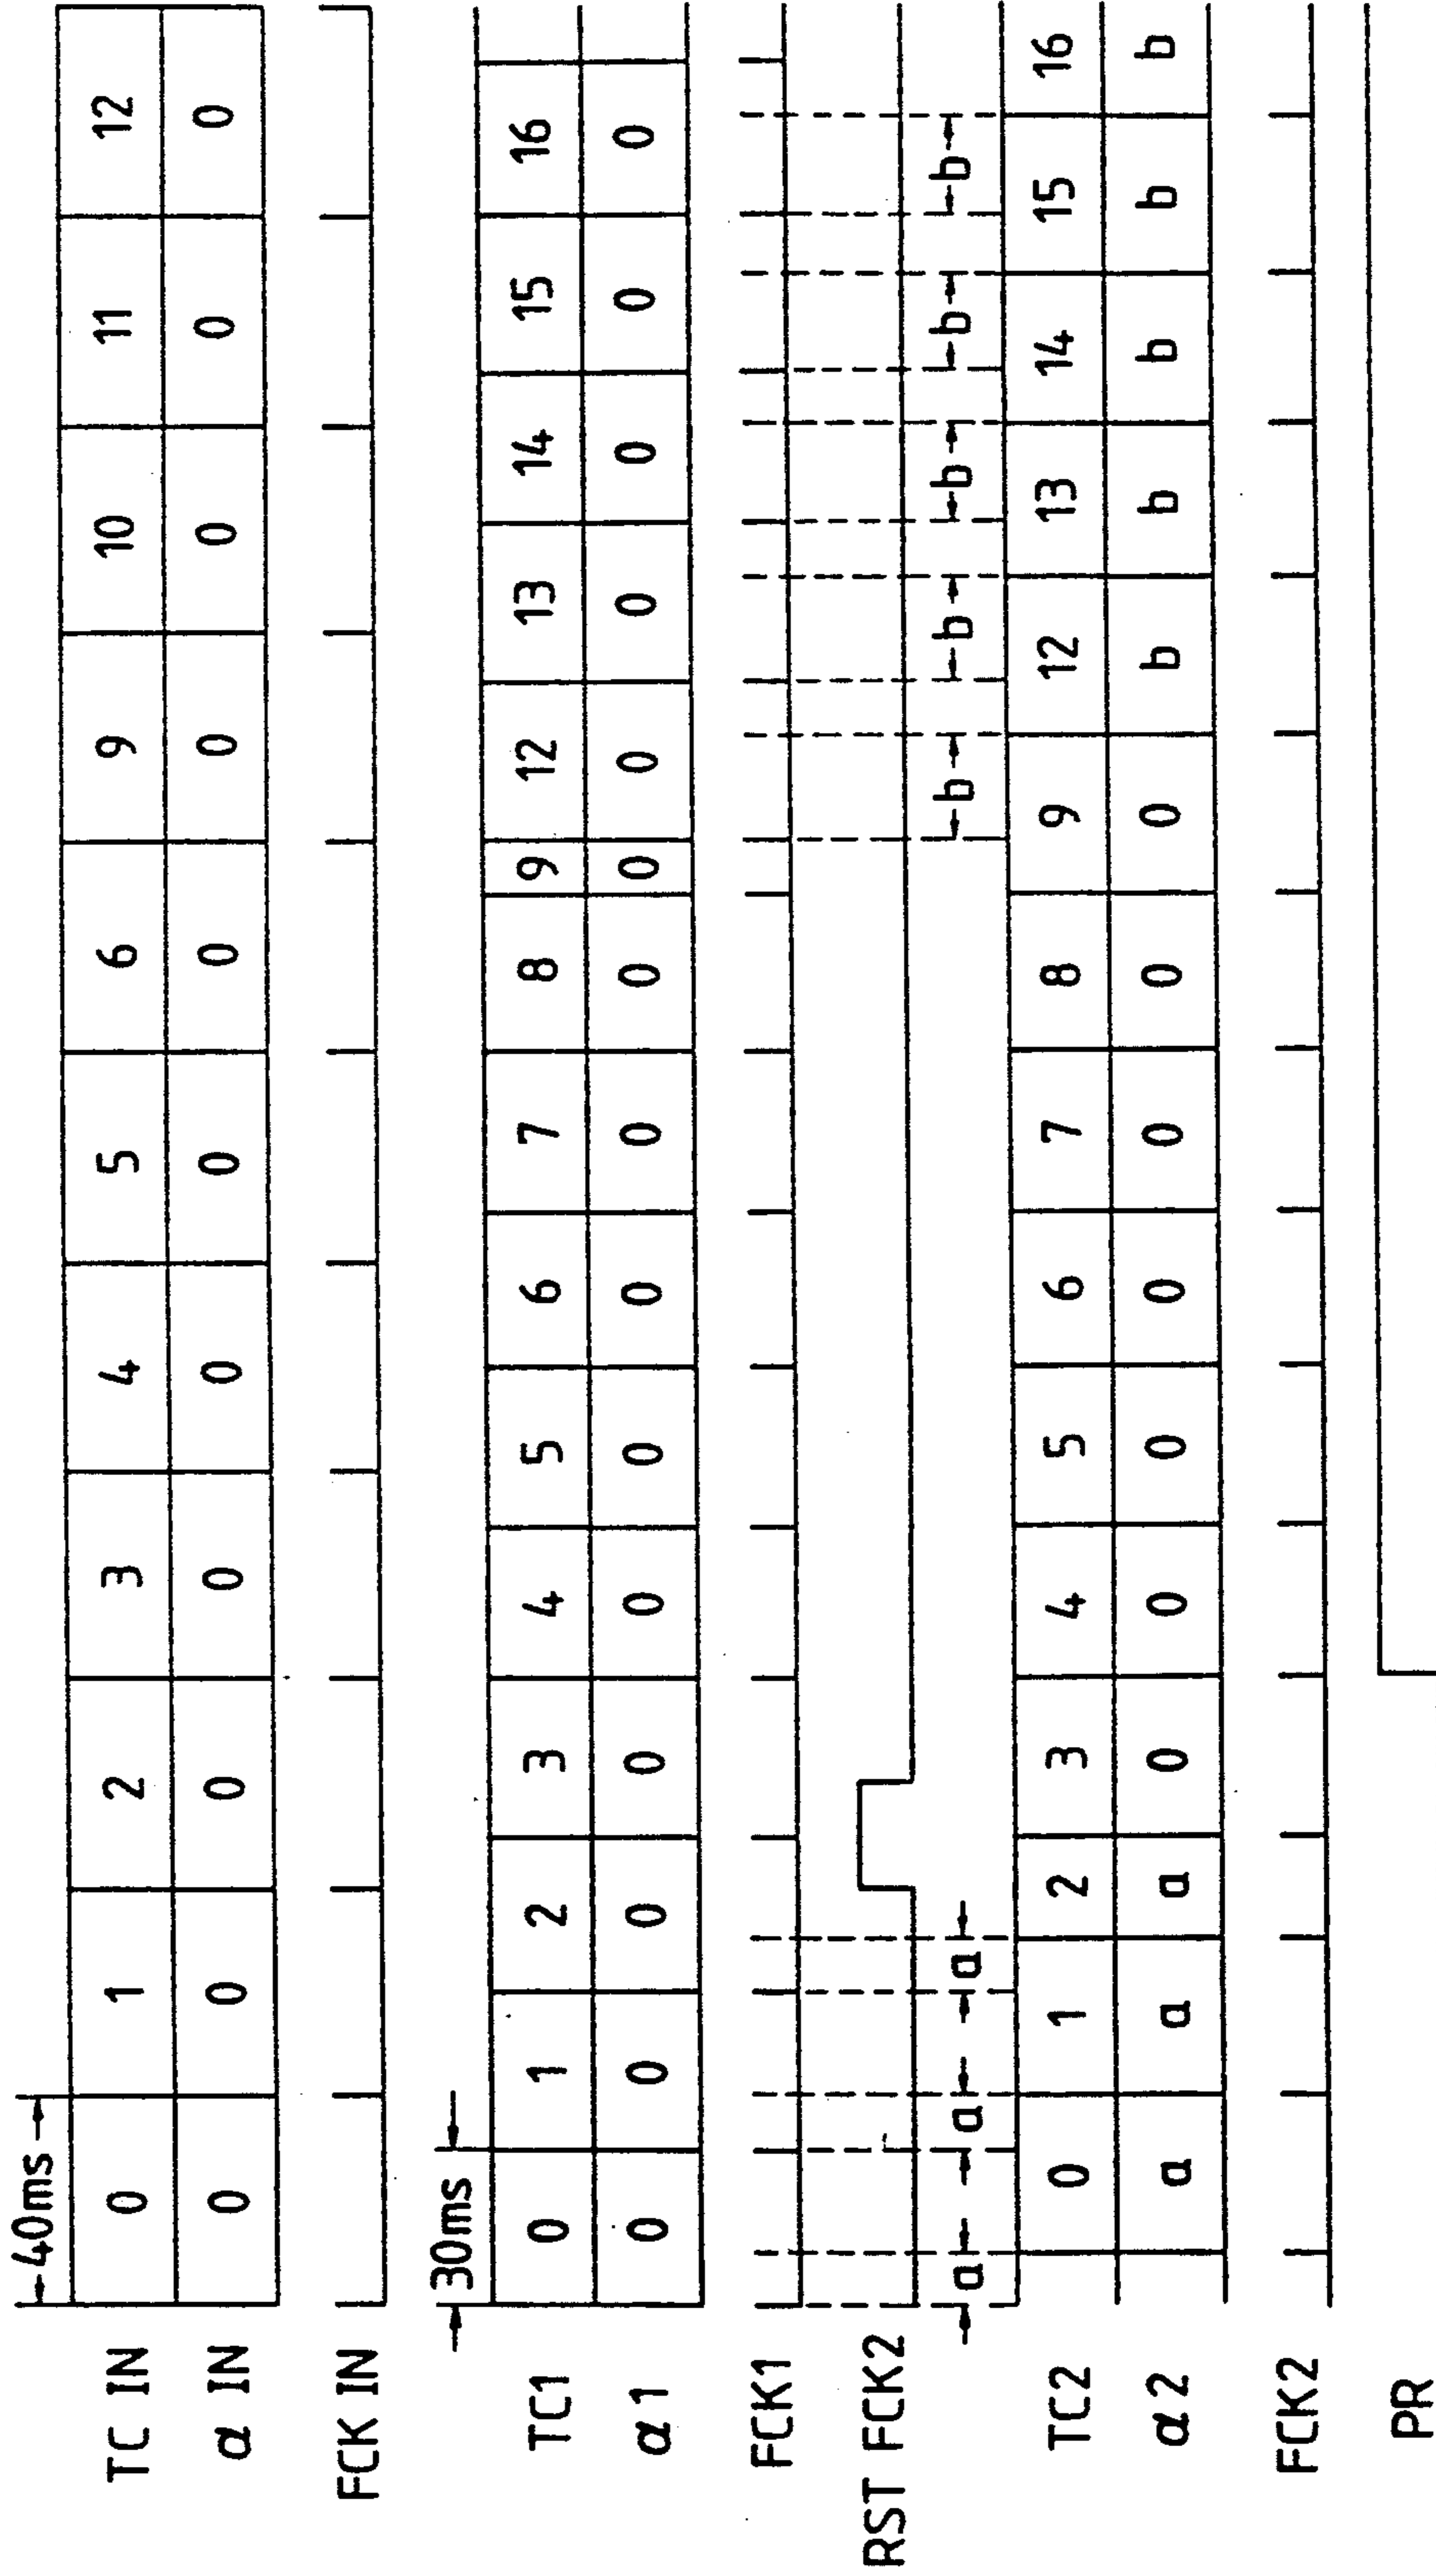 40ms
TC IN 0 1 2 3 4 5 6 9 10 11 12
α IN 0 0 0 0 0 0 0 0 0 0 0
FCK IN
30ms
TC1 0 1 2 3 4 5 6 7 8 9 12 13 14 15 16
α1 0 0 0 0 0 0 0 0 0 0 0 0 0 0 0
FCK1
RST FCK2
a a a b b b b b
TC2 0 1 2 3 4 5 6 7 8 9 12 13 14 15 16
α2 a a a 0 0 0 0 0 0 0 b b b b b
FCK2
PR